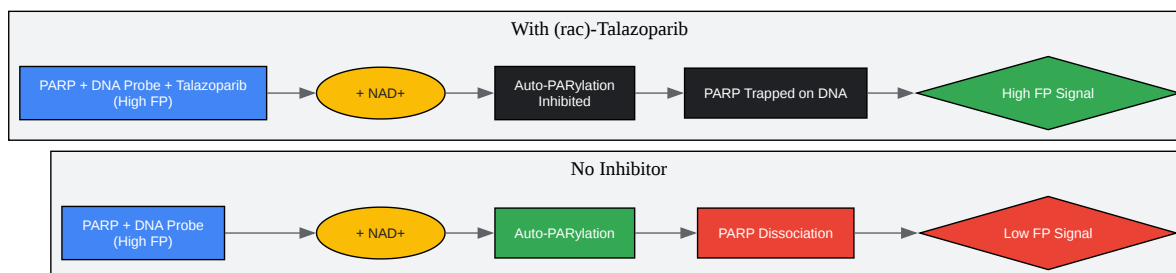 With (rac)-Talazoparib
PARP + DNA Probe + Talazoparib
(High FP)
+ NAD+
Auto-PARylation
Inhibited
PARP Trapped on DNA
High FP Signal
No Inhibitor
PARP + DNA Probe
(High FP)
+ NAD+
Auto-PARylation
PARP Dissociation
Low FP Signal